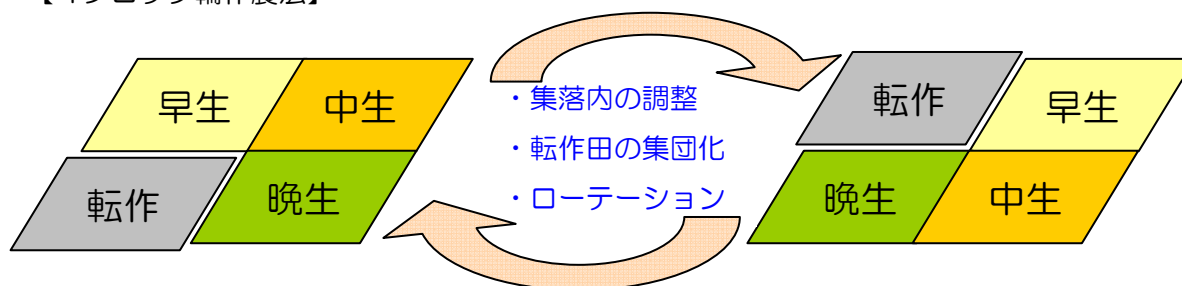 早生
中生
転作
晩生
・集落内の調整
・転作田の集団化
・ローテーション
転作
早生
晩生
中生